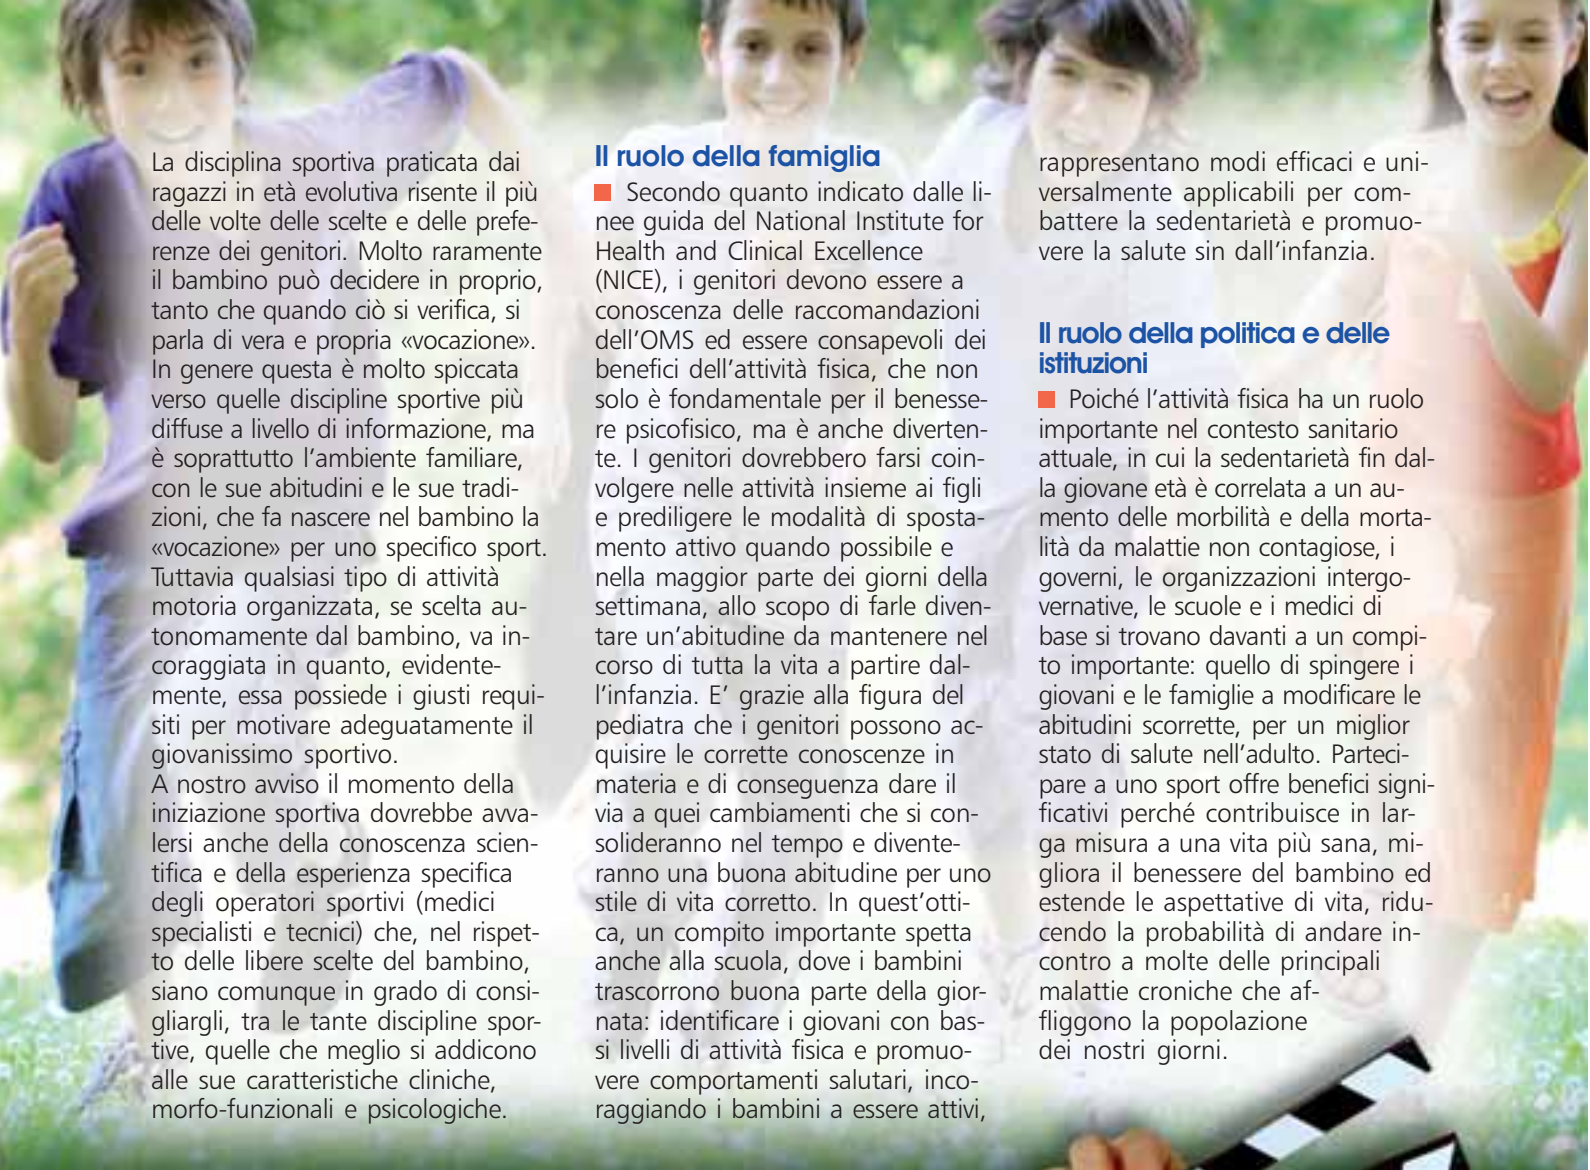 La disciplina sportiva praticata dai
ragazzi in età evolutiva risente il più
delle volte delle scelte e delle prefe-
renze dei genitori. Molto raramente
il bambino può decidere in proprio,
tanto che quando ciò si verifica, si
parla di vera e propria «vocazione».
In genere questa è molto spiccata
verso quelle discipline sportive più
diffuse a livello di informazione, ma
è soprattutto l'ambiente familiare,
con le sue abitudini e le sue tradi-
zioni, che fa nascere nel bambino la
«vocazione» per uno specifico sport.
Tuttavia qualsiasi tipo di attività
motoria organizzata, se scelta au-
tonomamente dal bambino, va in-
coraggiata in quanto, evidente-
mente, essa possiede i giusti requi-
siti per motivare adeguatamente il
giovanissimo sportivo.
A nostro avviso il momento della
iniziazione sportiva dovrebbe avva-
lersi anche della conoscenza scien-
tifica e della esperienza specifica
degli operatori sportivi (medici
specialisti e tecnici) che, nel rispet-
to delle libere scelte del bambino,
siano comunque in grado di consi-
gliargli, tra le tante discipline spor-
tive, quelle che meglio si addicono
alle sue caratteristiche cliniche,
morfo-funzionali e psicologiche.
Il ruolo della famiglia
Secondo quanto indicato dalle li-
nee guida del National Institute for
Health and Clinical Excellence
(NICE), i genitori devono essere a
conoscenza delle raccomandazioni
dell'OMS ed essere consapevoli dei
benefici dell'attività fisica, che non
solo è fondamentale per il benesse-
re psicofisico, ma è anche diverten-
te. I genitori dovrebbero farsi coin-
volgere nelle attività insieme ai figli
e prediligere le modalità di sposta-
mento attivo quando possibile e
nella maggior parte dei giorni della
settimana, allo scopo di farle diven-
tare un'abitudine da mantenere nel
corso di tutta la vita a partire dal-
l'infanzia. E' grazie alla figura del
pediatra che i genitori possono ac-
quisire le corrette conoscenze in
materia e di conseguenza dare il
via a quei cambiamenti che si con-
solideranno nel tempo e divente-
ranno una buona abitudine per uno
stile di vita corretto. In quest'otti-
ca, un compito importante spetta
anche alla scuola, dove i bambini
trascorrono buona parte della gior-
nata: identificare i giovani con bas-
si livelli di attività fisica e promuo-
vere comportamenti salutari, inco-
raggiando i bambini a essere attivi,
rappresentano modi efficaci e uni-
versalmente applicabili per com-
battere la sedentarietà e promuo-
vere la salute sin dall'infanzia.
Il ruolo della politica e delle
istituzioni
Poiché l'attività fisica ha un ruolo
importante nel contesto sanitario
attuale, in cui la sedentarietà fin dal-
la giovane età è correlata a un au-
mento delle morbilità e della morta-
lità da malattie non contagiose, i
governi, le organizzazioni intergo-
vernative, le scuole e i medici di
base si trovano davanti a un compi-
to importante: quello di spingere i
giovani e le famiglie a modificare le
abitudini scorrette, per un miglior
stato di salute nell'adulto. Parteci-
pare a uno sport offre benefici signi-
ficativi perché contribuisce in lar-
ga misura a una vita più sana, mi-
gliora il benessere del bambino ed
estende le aspettative di vita, ridu-
cendo la probabilità di andare in-
contro a molte delle principali
malattie croniche che af-
fliggono la popolazione
dei nostri giorni.